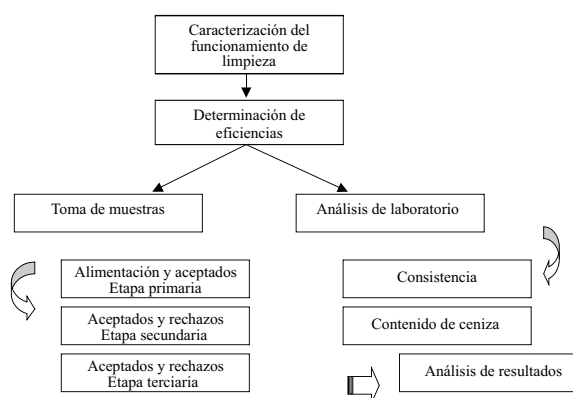 Caracterización del
funcionamiento de
limpieza
Determinación de
eficiencias
Toma de muestras
Análisis de laboratorio
Alimentación y aceptados
Etapa primaria
Aceptados y rechazos
Etapa secundaria
Aceptados y rechazos
Etapa terciaria
Consistencia
Contenido de ceniza
Análisis de resultados